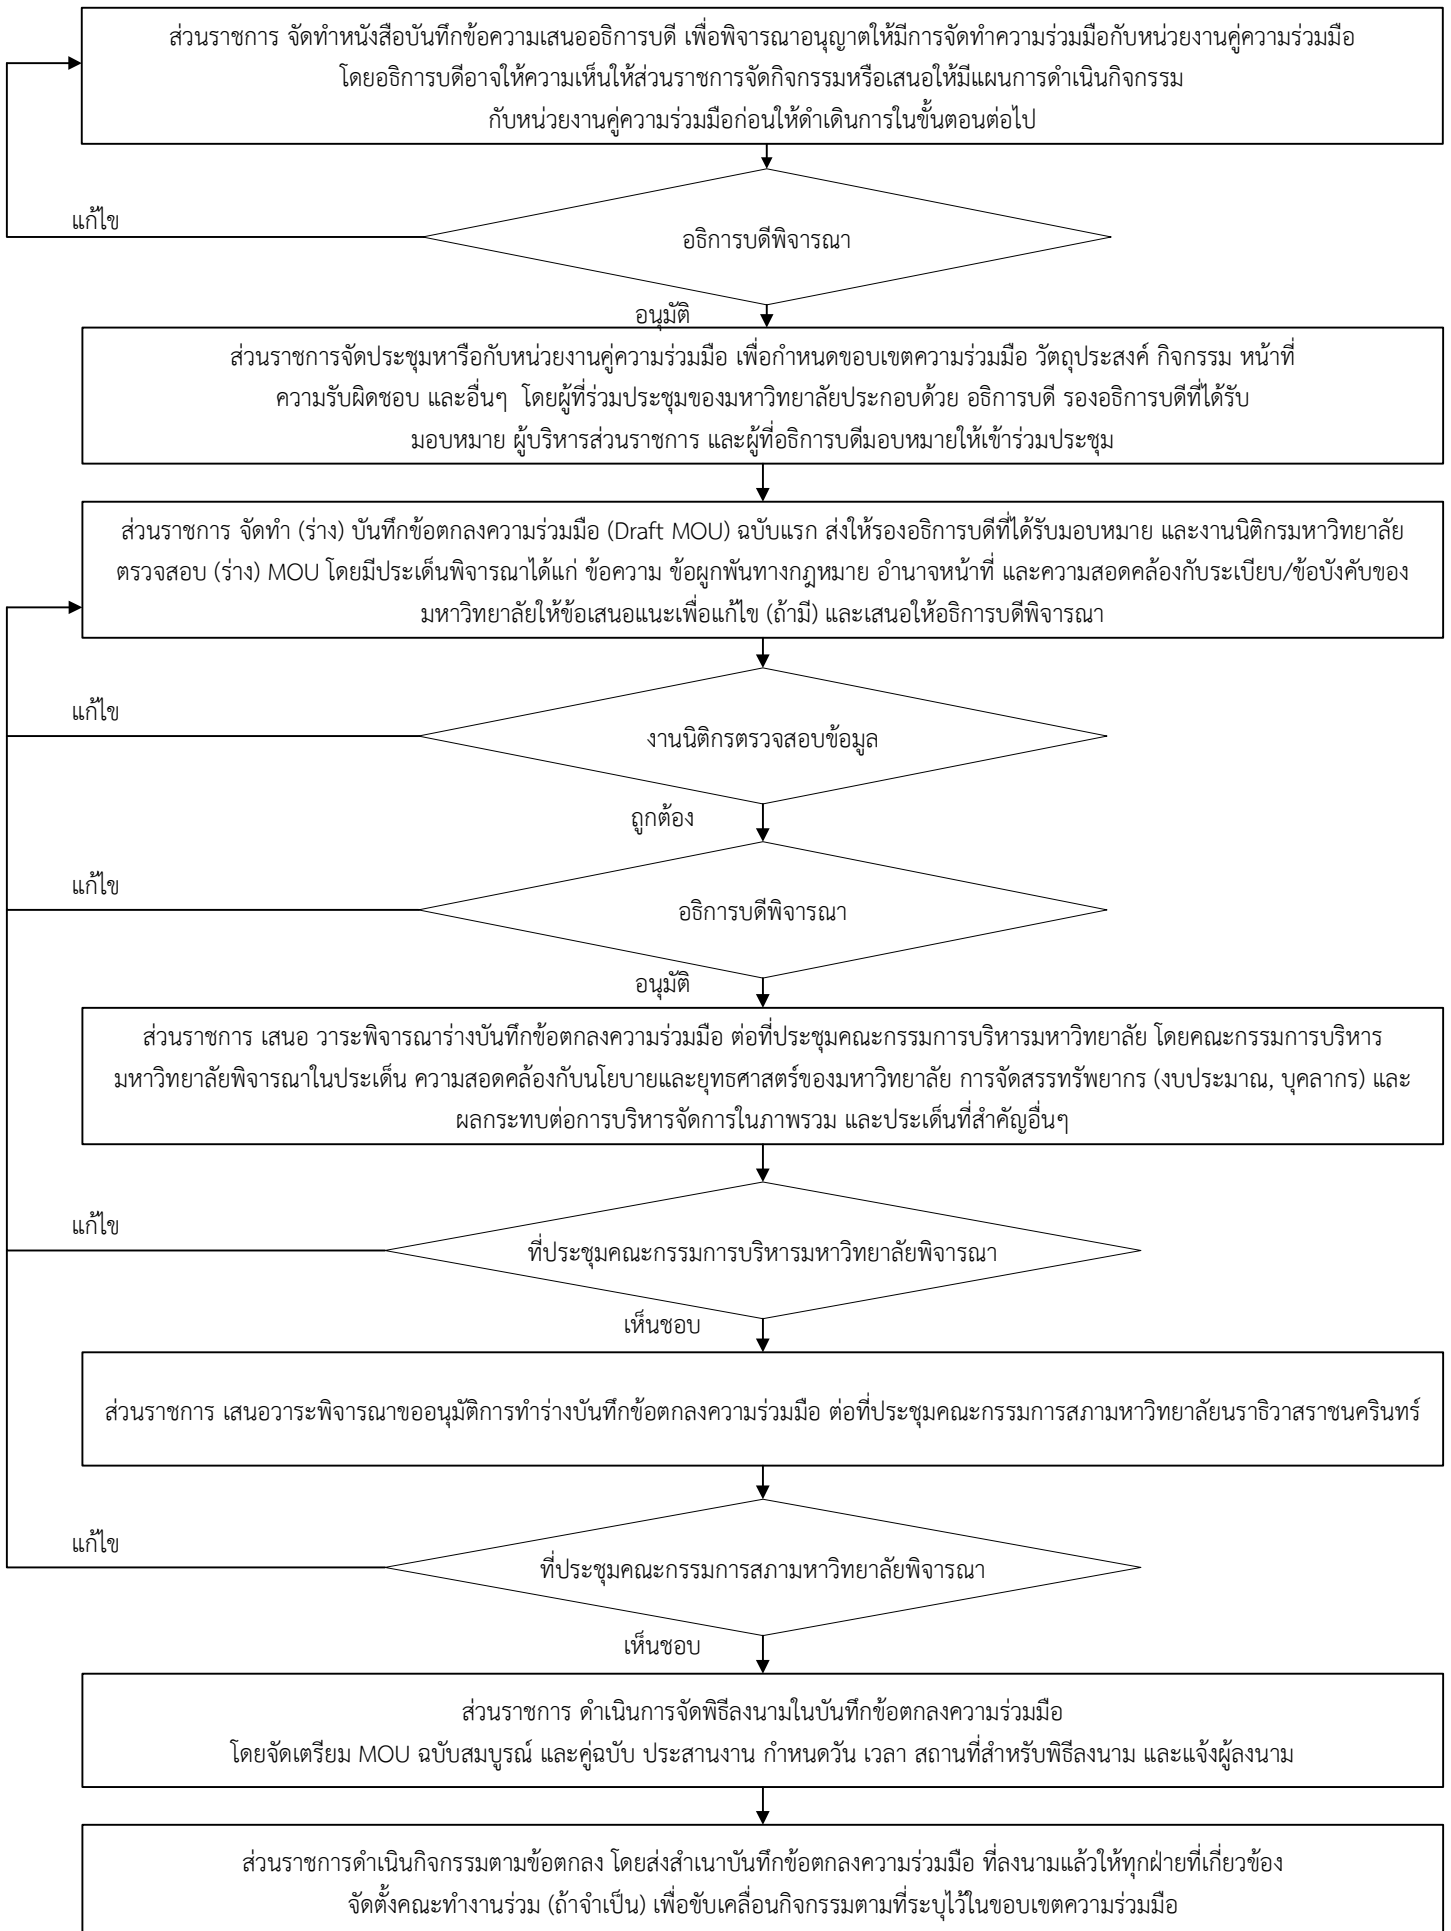 ส่วนราชการ จัดทำหนังสือบันทึกข้อความเสนออธิการบดี เพื่อพิจารณาอนุญาตให้มีการจัดทำความร่วมมือกับหน่วยงานคู่ความร่วมมือ
โดยอธิการบดีอาจให้ความเห็นให้ส่วนราชการจัดกิจกรรมหรือเสนอให้มีแผนการดำเนินกิจกรรม
กับหน่วยงานคู่ความร่วมมือก่อนให้ดำเนินการในขั้นตอนต่อไป
แก้ไข
อธิการบดีพิจารณา
อนุมัติ
ส่วนราชการจัดประชุมหารือกับหน่วยงานคู่ความร่วมมือ เพื่อกำหนดขอบเขตความร่วมมือ วัตถุประสงค์ กิจกรรม หน้าที่
ความรับผิดชอบ และอื่นๆ โดยผู้ที่ร่วมประชุมของมหาวิทยาลัยประกอบด้วย อธิการบดี รองอธิการบดีที่ได้รับ
มอบหมาย ผู้บริหารส่วนราชการ และผู้ที่อธิการบดีมอบหมายให้เข้าร่วมประชุม
ส่วนราชการ จัดทำ (ร่าง) บันทึกข้อตกลงความร่วมมือ (Draft MOU) ฉบับแรก ส่งให้รองอธิการบดีที่ได้รับมอบหมาย และงานนิติกรมหาวิทยาลัย
ตรวจสอบ (ร่าง) MOU โดยมีประเด็นพิจารณาได้แก่ ข้อความ ข้อผูกพันทางกฎหมาย อำนาจหน้าที่ และความสอดคล้องกับระเบียบ/ข้อบังคับของ
มหาวิทยาลัยให้ข้อเสนอแนะเพื่อแก้ไข (ถ้ามี) และเสนอให้อธิการบดีพิจารณา
แก้ไข
งานนิติกรตรวจสอบข้อมูล
ถูกต้อง
แก้ไข
อธิการบดีพิจารณา
อนุมัติ
ส่วนราชการ เสนอ วาระพิจารณาร่างบันทึกข้อตกลงความร่วมมือ ต่อที่ประชุมคณะกรรมการบริหารมหาวิทยาลัย โดยคณะกรรมการบริหาร
มหาวิทยาลัยพิจารณาในประเด็น ความสอดคล้องกับนโยบายและยุทธศาสตร์ของมหาวิทยาลัย การจัดสรรทรัพยากร (งบประมาณ, บุคลากร) และ
ผลกระทบต่อการบริหารจัดการในภาพรวม และประเด็นที่สำคัญอื่นๆ
แก้ไข
ที่ประชุมคณะกรรมการบริหารมหาวิทยาลัยพิจารณา
เห็นชอบ
ส่วนราชการ เสนอวาระพิจารณาขออนุมัติการทำร่างบันทึกข้อตกลงความร่วมมือ ต่อที่ประชุมคณะกรรมการสภามหาวิทยาลัยนราธิวาสราชนครินทร์
แก้ไข
ที่ประชุมคณะกรรมการสภามหาวิทยาลัยพิจารณา
เห็นชอบ
ส่วนราชการ ดำเนินการจัดพิธีลงนามในบันทึกข้อตกลงความร่วมมือ
โดยจัดเตรียม MOU ฉบับสมบูรณ์ และคู่ฉบับ ประสานงาน กำหนดวัน เวลา สถานที่สำหรับพิธีลงนาม และแจ้งผู้ลงนาม
ส่วนราชการดำเนินกิจกรรมตามข้อตกลง โดยส่งสำเนาบันทึกข้อตกลงความร่วมมือ ที่ลงนามแล้วให้ทุกฝ่ายที่เกี่ยวข้อง
จัดตั้งคณะทำงานร่วม (ถ้าจำเป็น) เพื่อขับเคลื่อนกิจกรรมตามที่ระบุไว้ในขอบเขตความร่วมมือ